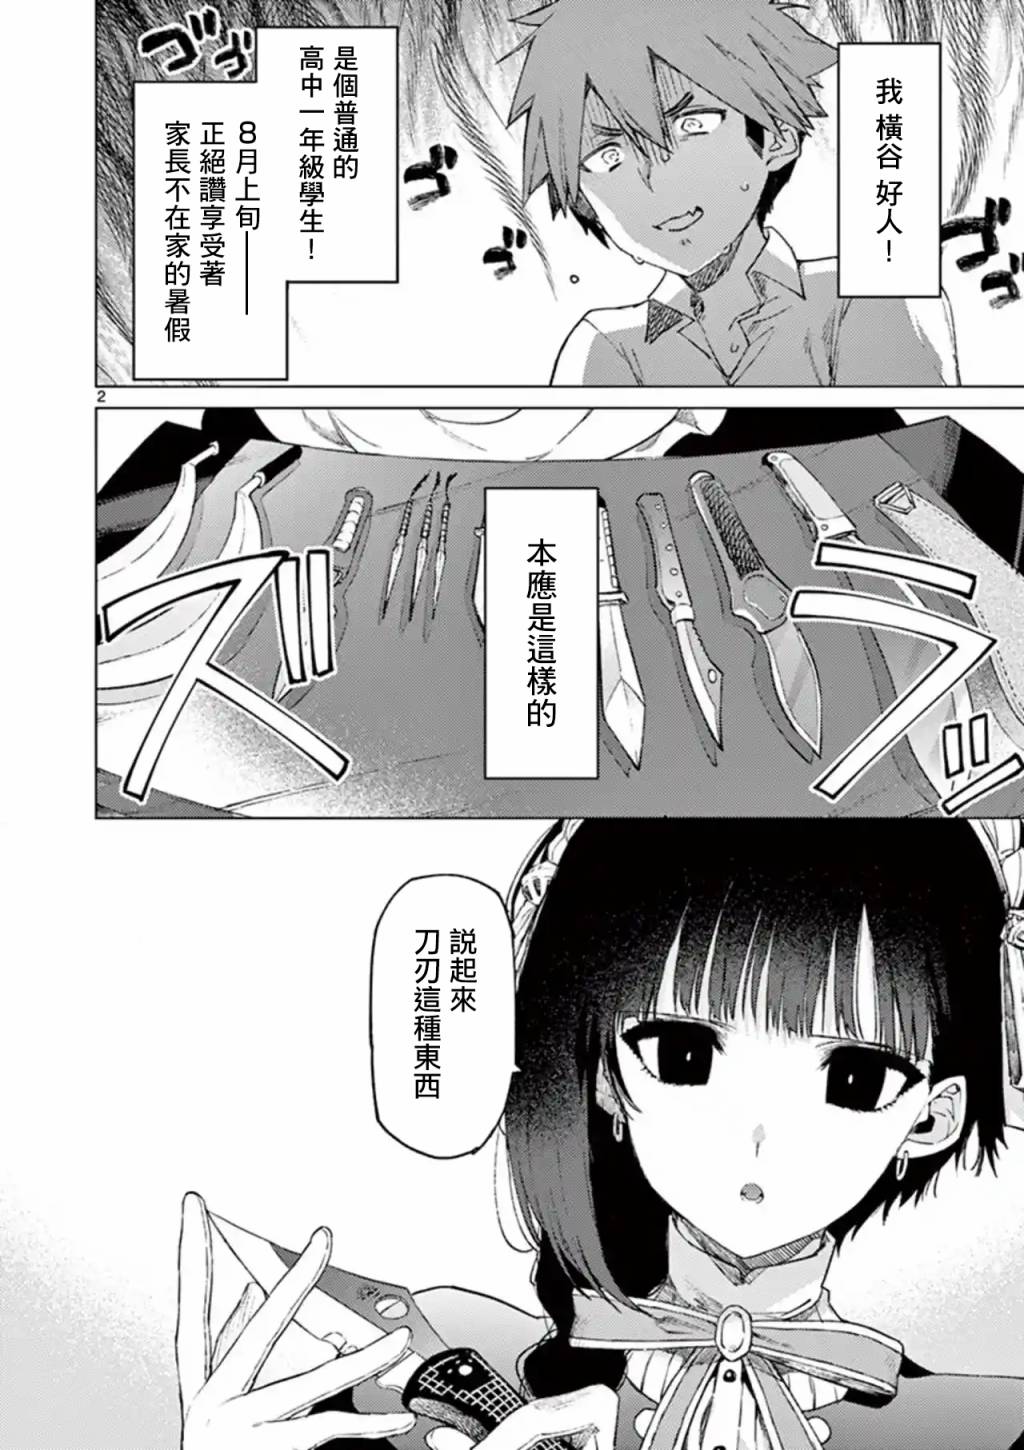 我 橫谷 好人！
是個普通的
高中一年級學生！
8月上旬——
正絕讚享受著
家長不在家的暑假
ゴゴ
ゴゴ
ゴゴ
2
本應是這樣的
ズ
ラ
説起來
刀刃這種東西